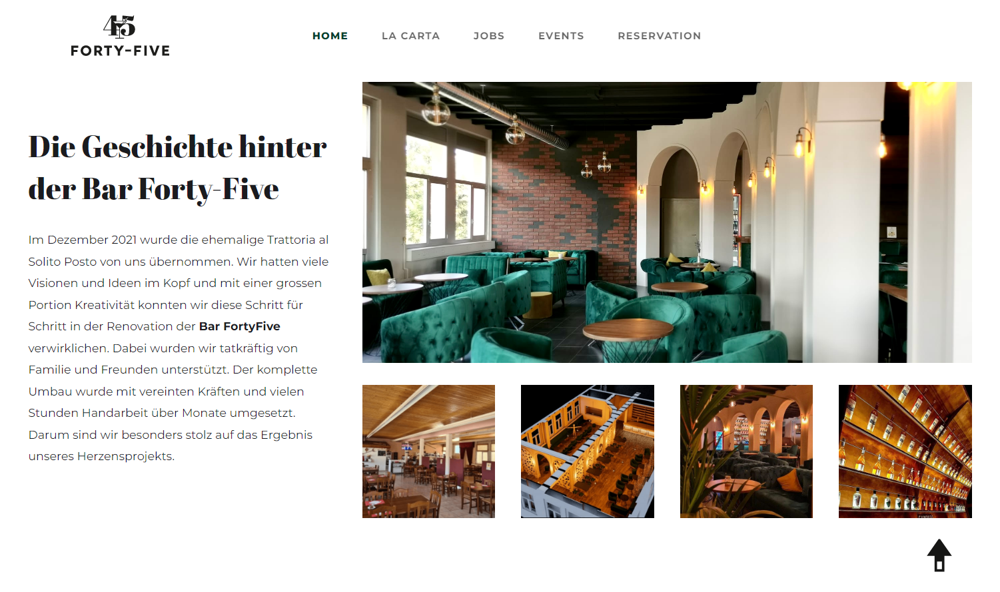 45
FORTY-FIVE
HOME LA CARTA JOBS EVENTS RESERVATION
Die Geschichte hinter
der Bar Forty-Five
Im Dezember 2021 wurde die ehemalige Trattoria al
Solito Posto von uns übernommen. Wir hatten viele
Visionen und Ideen im Kopf und mit einer grossen
Portion Kreativität konnten wir diese Schritt für
Schritt in der Renovation der Bar FortyFive
verwirklichen. Dabei wurden wir tatkräftig von
Familie und Freunden unterstützt. Der komplette
Umbau wurde mit vereinten Kräften und vielen
Stunden Handarbeit über Monate umgesetzt.
Darum sind wir besonders stolz auf das Ergebnis
unseres Herzensprojekts.